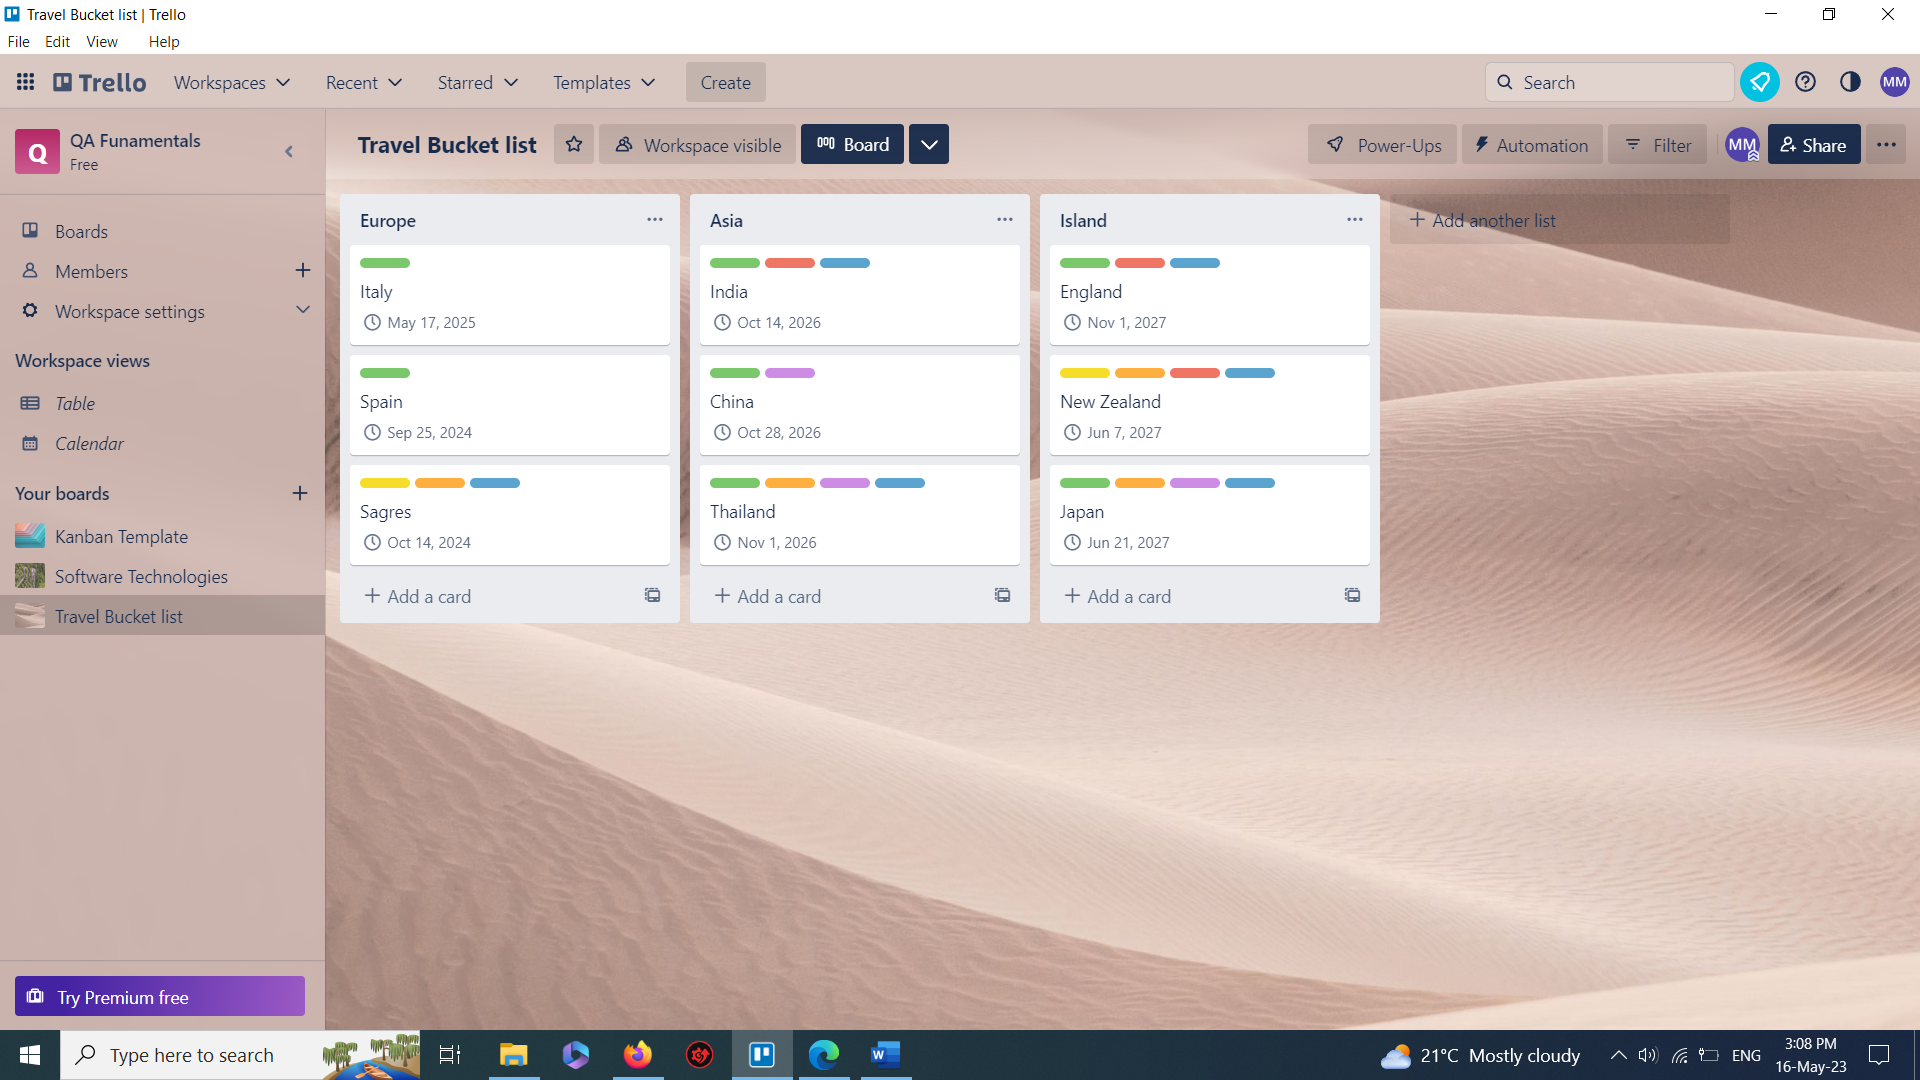 Travel Bucket list | Trello
File Edit View Help
Trello Workspaces Recent Starred Templates Create Search MM
Q QA Funamentals
Free
Travel Bucket list Workspace visible Board Power-Ups Automation Filter MM Share
Boards
Members
Workspace settings
Workspace views
Table
Calendar
Your boards
Kanban Template
Software Technologies
Travel Bucket list
Try Premium free
Europe
Italy
May 17, 2025
Spain
Sep 25, 2024
Sagres
Oct 14, 2024
Add a card
Asia
India
Oct 14, 2026
China
Oct 28, 2026
Thailand
Nov 1, 2026
Add a card
Island
England
Nov 1, 2027
New Zealand
Jun 7, 2027
Japan
Jun 21, 2027
Add a card
Add another list
Type here to search
W
21°C Mostly cloudy
ENG
3:08 PM
16-May-23